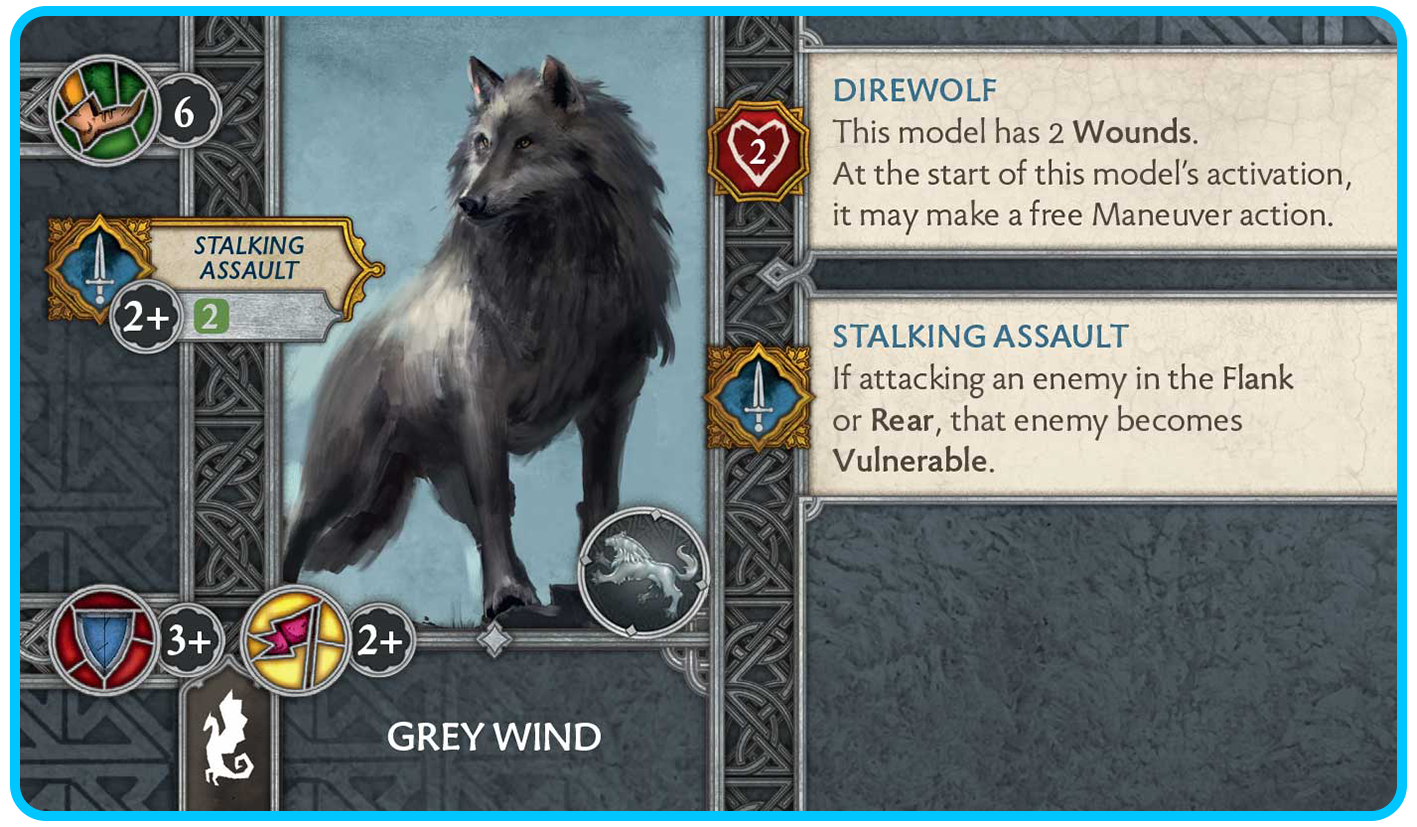 6
STALKING
ASSAULT
2+
2
3+
2+
GREY WIND
2
DIREWOLF
This model has 2 Wounds.
At the start of this model’s activation,
it may make a free Maneuver action.
STALKING ASSAULT
If attacking an enemy in the Flank
or Rear, that enemy becomes
Vulnerable.